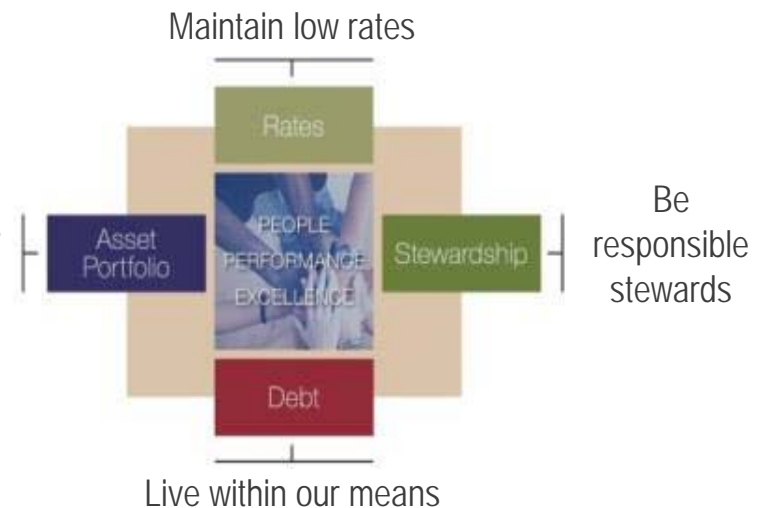 Maintain low rates
Rates
Asset
Portfolio
PEOPLE
PERFORMANCE
EXCELLENCE
Stewardship
Be
responsible
stewards
Debt
Live within our means